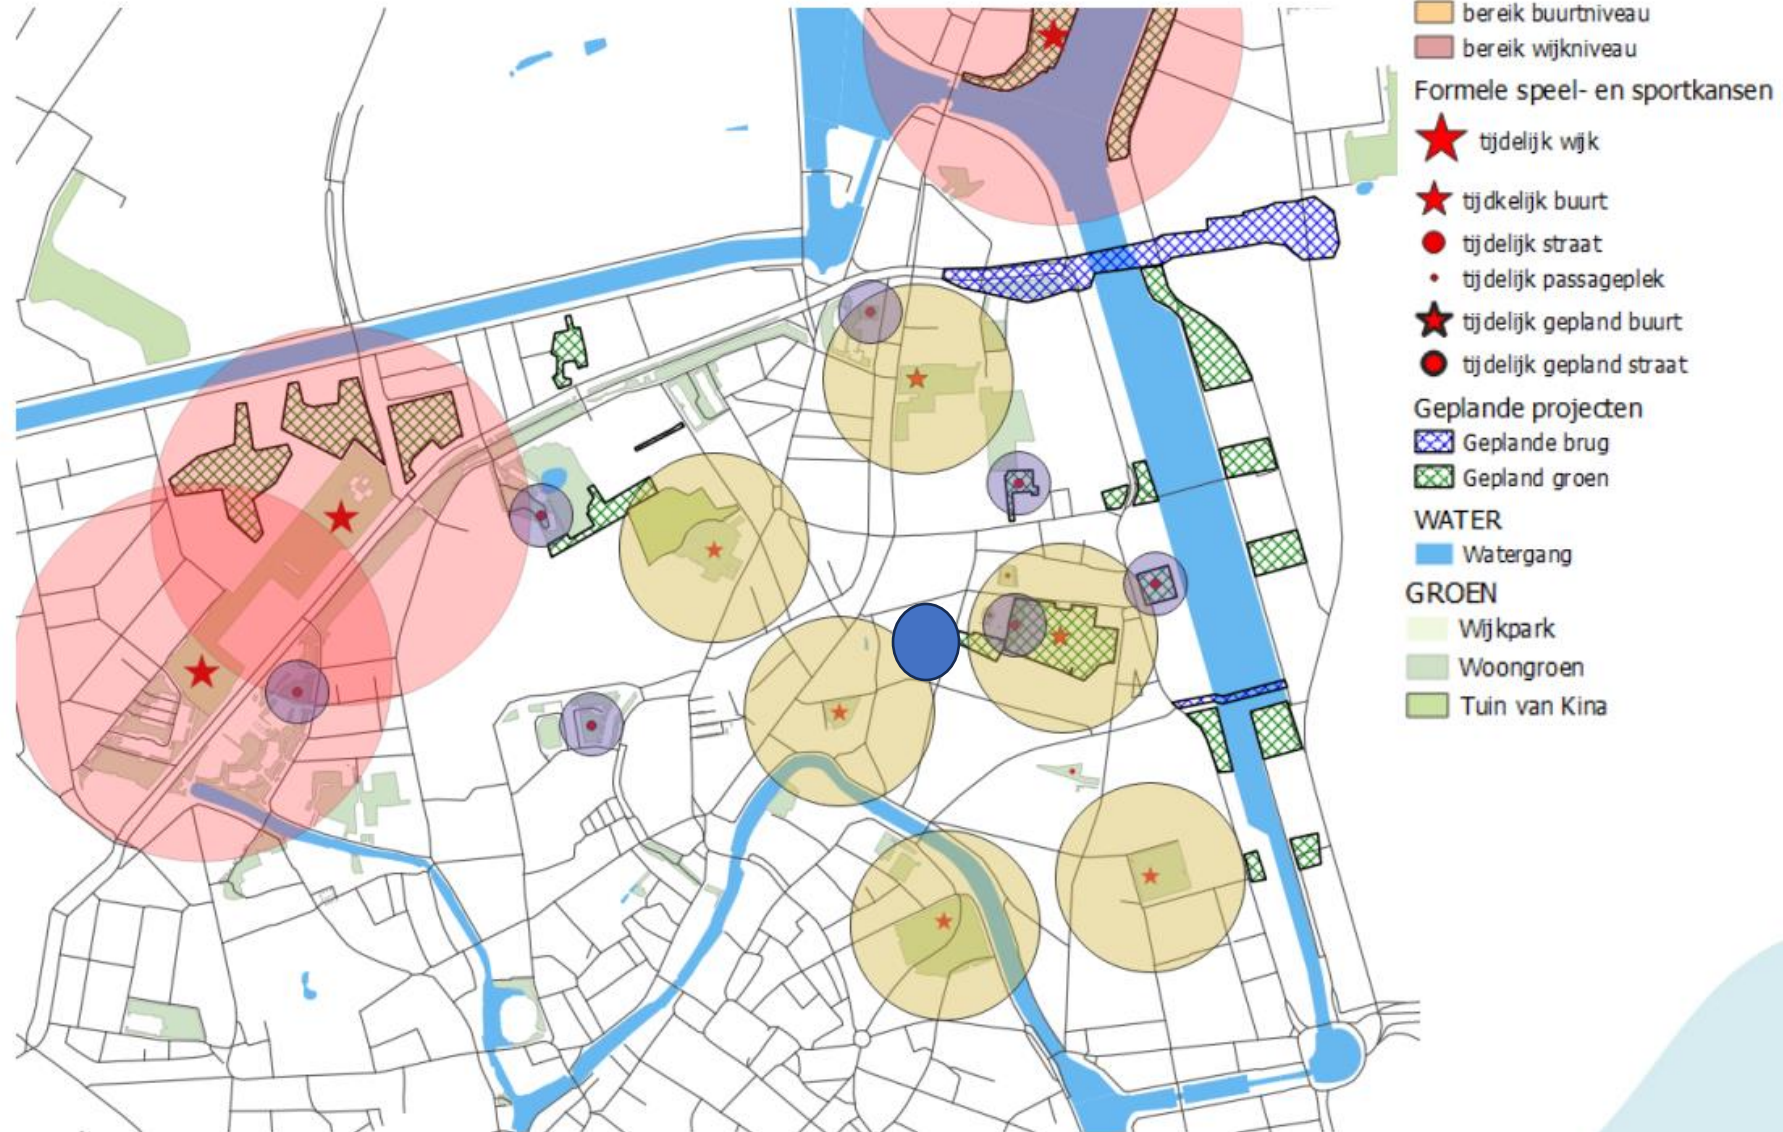 bereik buurtniveau
bereik wijkniveau
Formele speel- en sportkansen
tijdelijk wijk
tijdkelijk buurt
tijdelijk straat
tijdelijk passageplek
tijdelijk gepland buurt
tijdelijk gepland straat
Geplande projecten
Geplande brug
Gepland groen
WATER
Watergang
GROEN
Wijkpark
Woongroen
Tuin van Kina